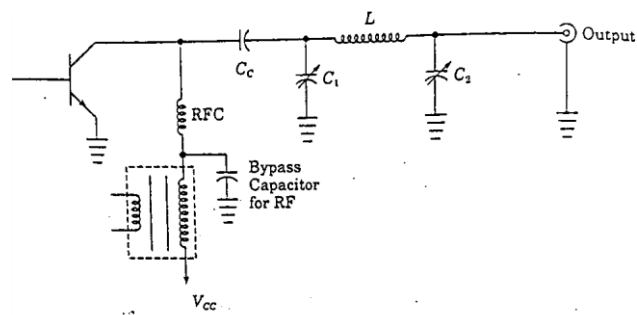 L
Output
C_C
C_1
C_2
RFC
Bypass
Capacitor
for RF
V_CC